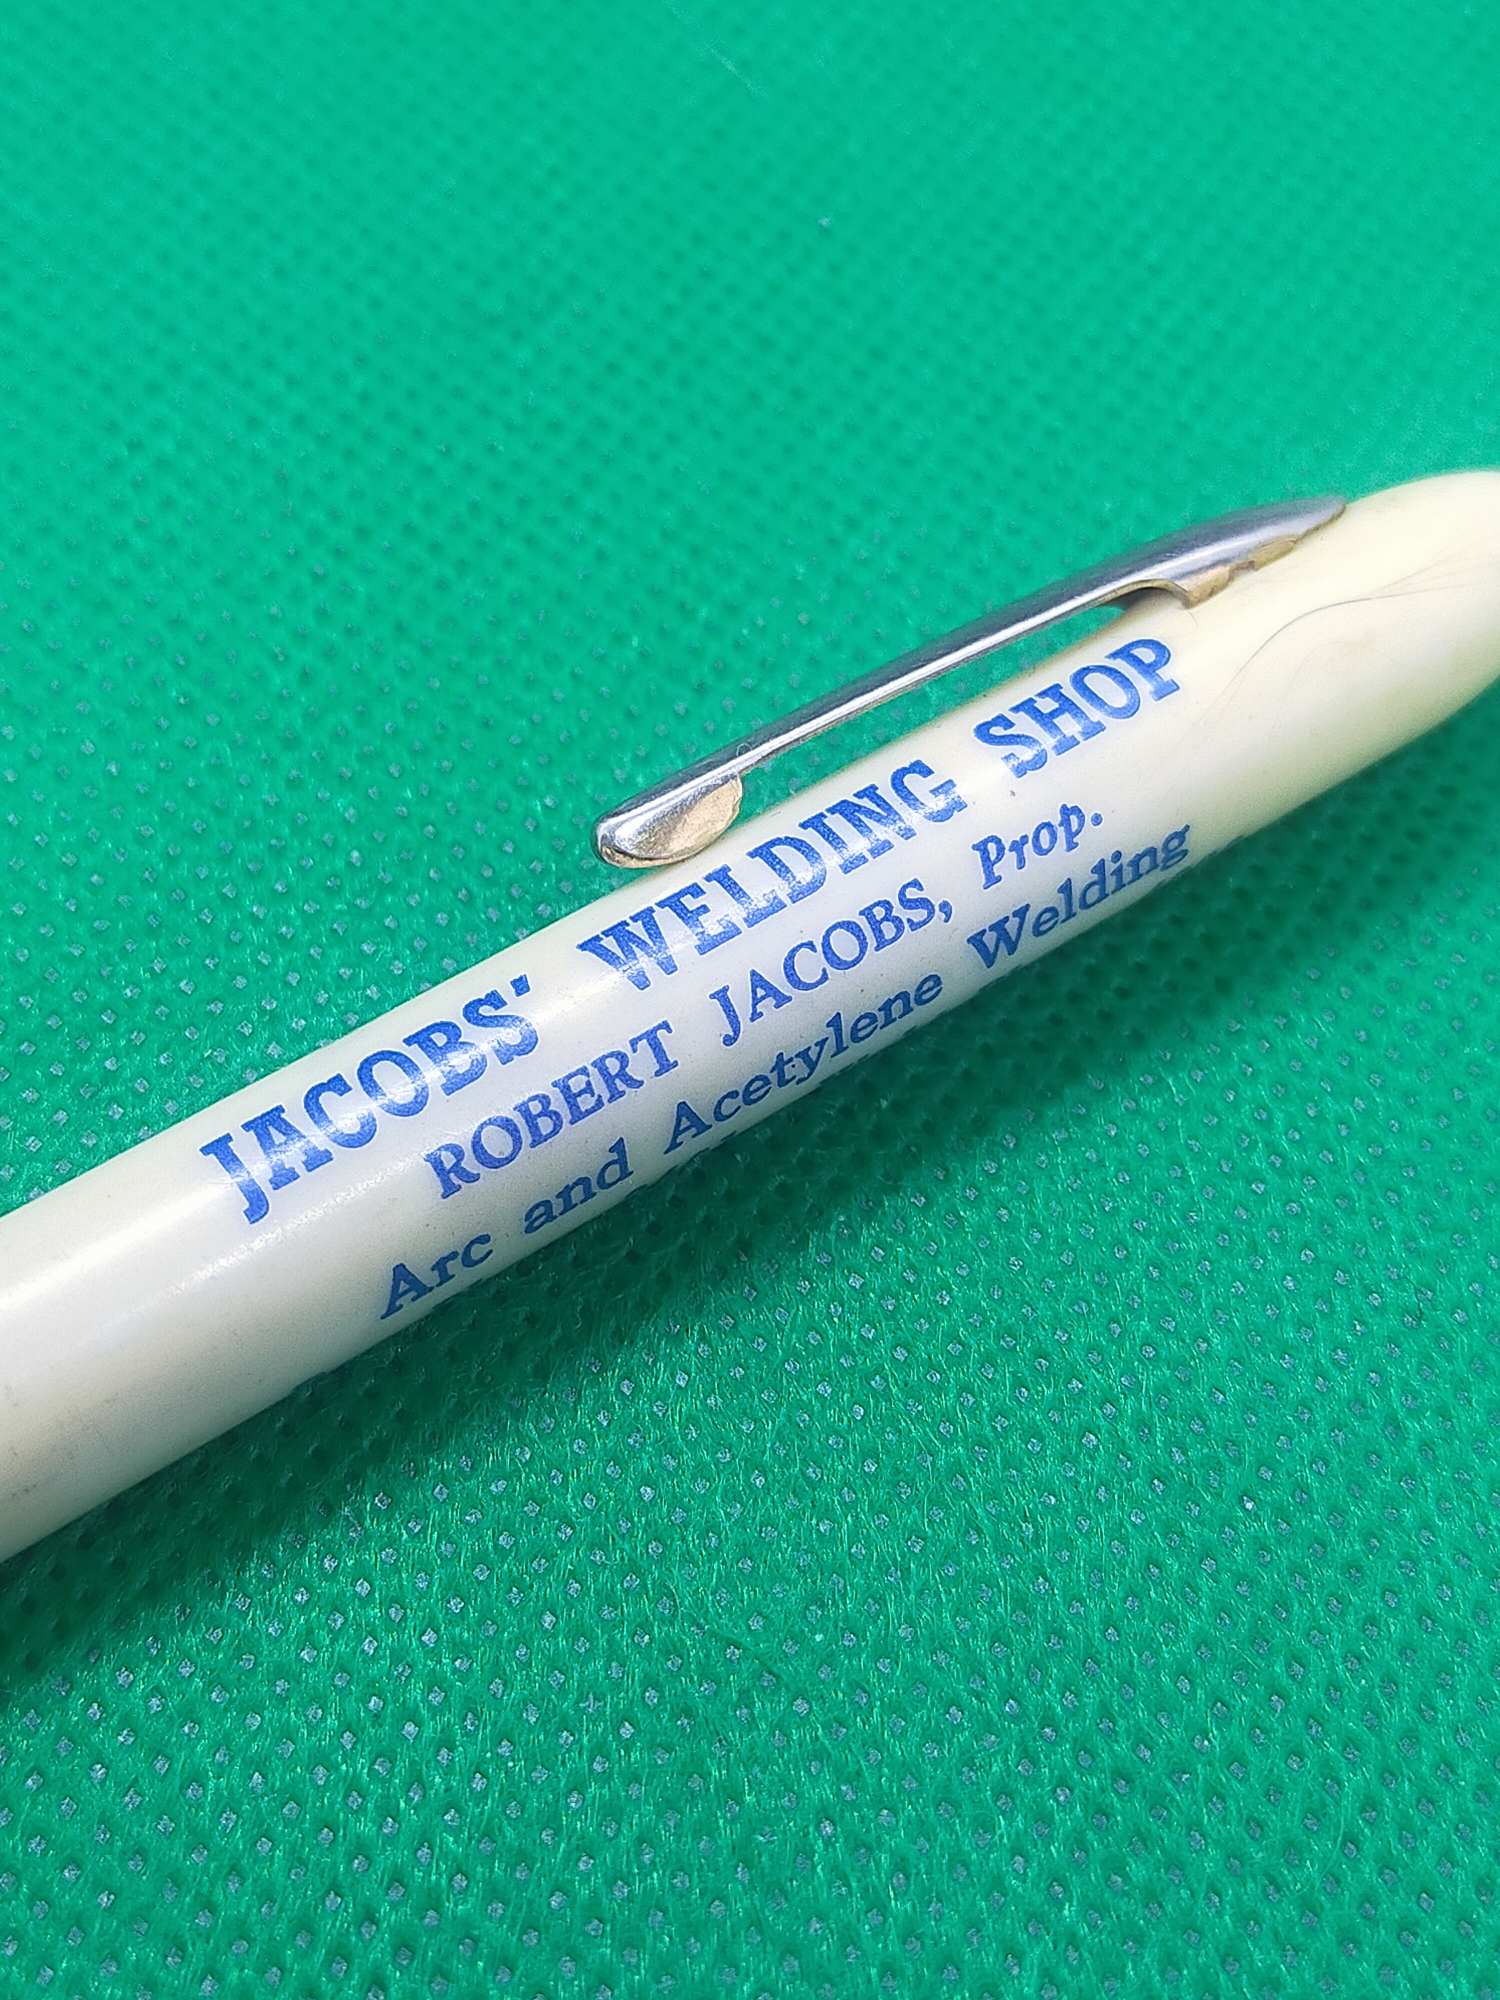 JACOBS' WELDING SHOP
ROBERT JACOBS, Prop.
Arc and Acetylene Welding